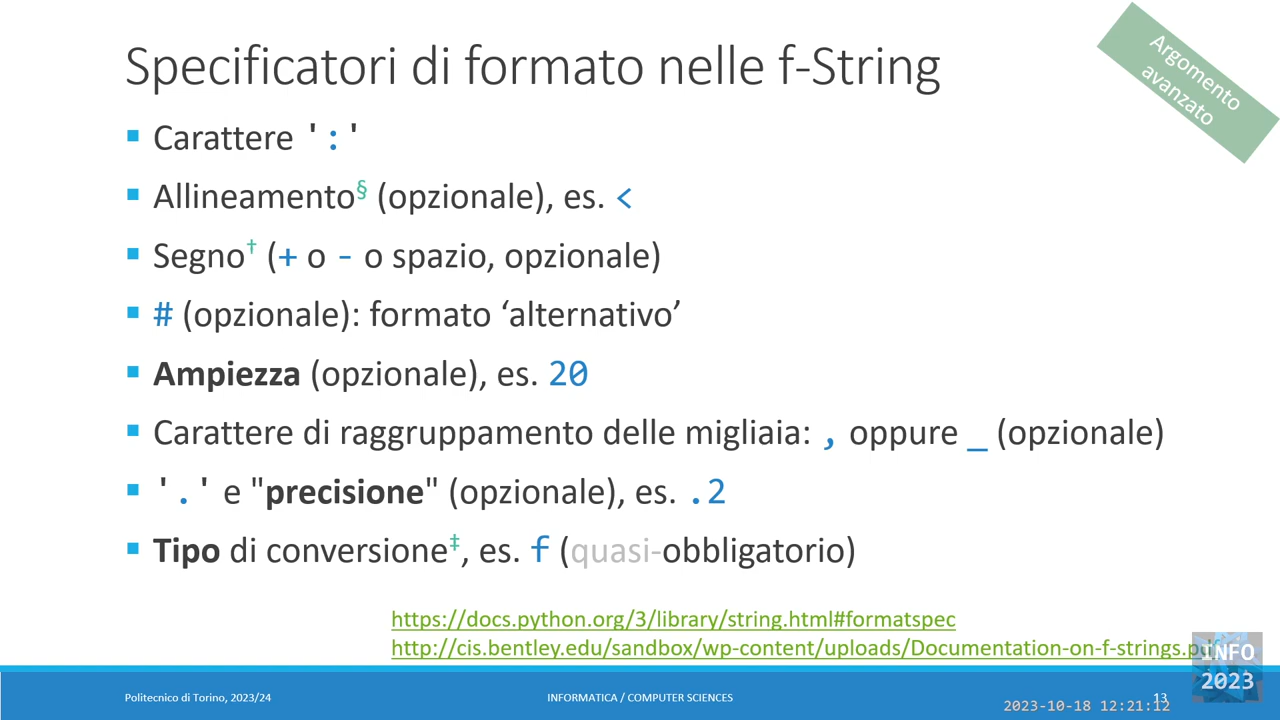 Specificatori di formato nelle f-String
Argomento
avanzato
▪ Carattere ':'
▪ Allineamento§ (opzionale), es. <
▪ Segno† (+ o - o spazio, opzionale)
▪ # (opzionale): formato ‘alternativo’
▪ Ampiezza (opzionale), es. 20
▪ Carattere di raggruppamento delle migliaia: , oppure _ (opzionale)
▪ '.' e "precisione" (opzionale), es. .2
▪ Tipo di conversione‡, es. f (quasi-obbligatorio)
https://docs.python.org/3/library/string.html#formatspec
http://cis.bentley.edu/sandbox/wp-content/uploads/Documentation-on-f-strings.pdf
INFO
2023
Politecnico di Torino, 2023/24
INFORMATICA / COMPUTER SCIENCES
13
2023-10-18 12:21:12